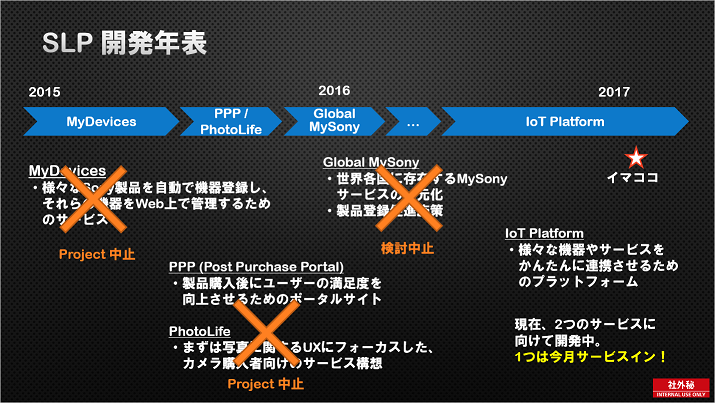 SLP 開発年表
2015
2016
2017
MyDevices
PPP /
PhotoLife
Global
MySony
…
IoT Platform
イマココ
MyDevices
・様々なSony製品を自動で機器登録し、
それらの機器をWeb上で管理するため
のサービス
Project 中止
Global MySony
・世界各国に存在するMySony
サービスの一元化
・製品登録促進施策
検討中止
PPP (Post Purchase Portal)
・製品購入後にユーザーの満足度を
向上させるためのポータルサイト
PhotoLife
・まずは写真に関するUXにフォーカスした、
カメラ購入者向けのサービス構想
Project 中止
IoT Platform
・様々な機器やサービスを
かんたんに連携させるため
のプラットフォーム
現在、2つのサービスに
向けて開発中。
1つは今月サービスイン！
社外秘
INTERNAL USE ONLY